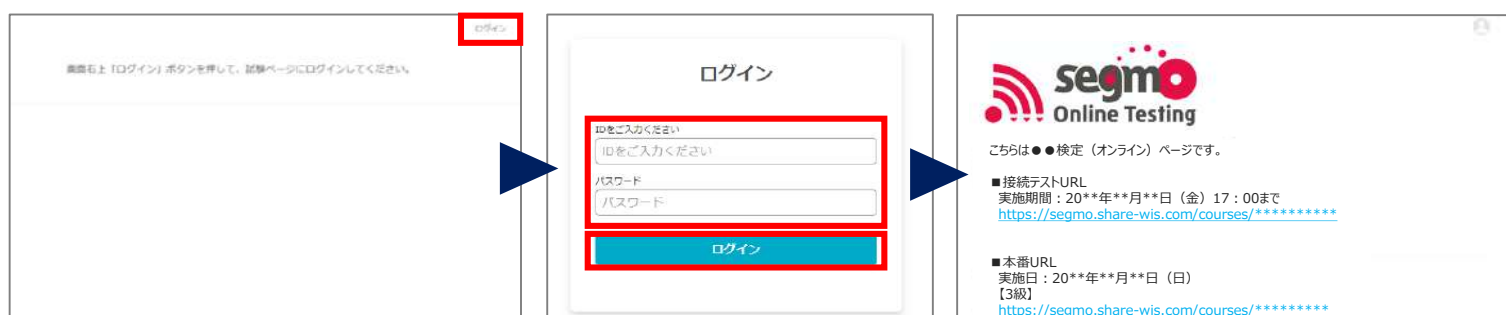 ログイン
画面右上「ログイン」ボタンを押して、試験ページにログインしてください。
ログイン
IDをご入力ください
IDをご入力ください
パスワード
パスワード
ログイン
segmo
Online Testing
こちらは●●検定（オンライン）ページです。
■接続テストURL
実施期間：20**年**月**日（金）17：00まで
https://segmo.share-wis.com/courses/**********
■本番URL
実施日：20**年**月**日（日）
【3級】
https://segmo.share-wis.com/courses/*********